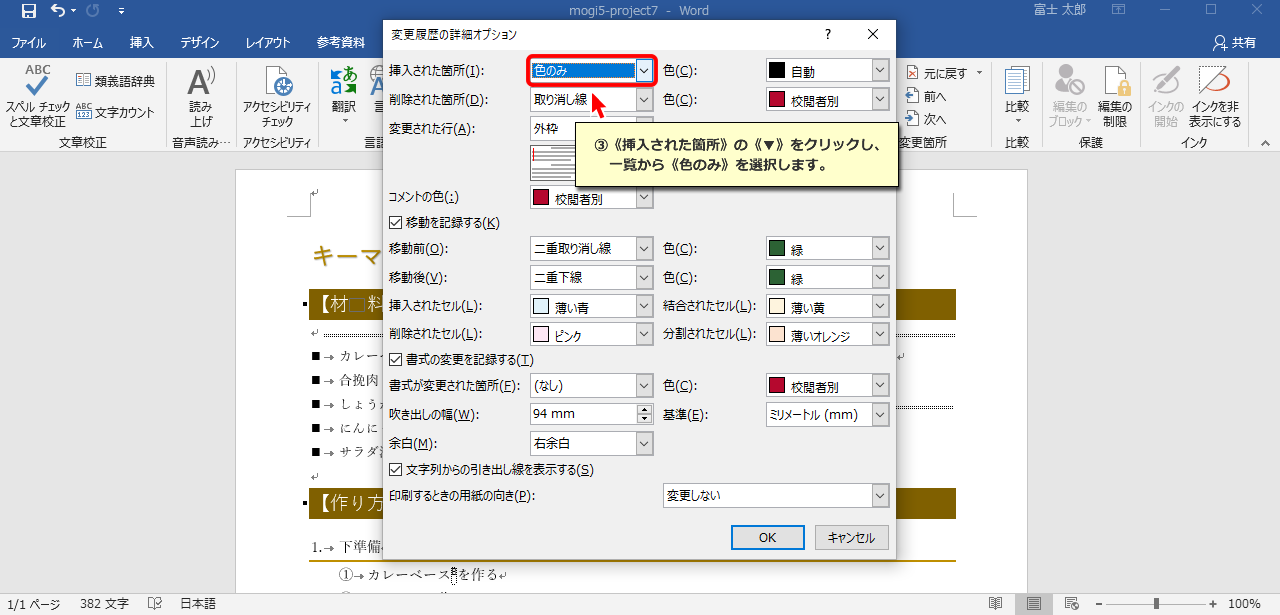 mogi5-project7 - Word
富士 太郎
ファイル ホーム 挿入 デザイン レイアウト 参考資料
共有
ABC
スペル チェック
と文章校正
類義語辞典
ABC
123
文字カウント
文章校正
A
読み
上げ
音声読み…
アクセシビリティ
チェック
アクセシビリティ
あ
a
翻訳
言
言語
元に戻す
前へ
次へ
変更箇所
比較
比較
編集の
ブロック
編集の
制限
保護
インクの
開始
インクを非
表示にする
インク
変更履歴の詳細オプション
?
挿入された箇所(I):
色のみ
色(C):
自動
削除された箇所(D):
取り消し線
色(C):
校閲者別
変更された行(A):
外枠
③《挿入された箇所》の《▼》をクリックし、
一覧から《色のみ》を選択します。
コメントの色(:)
校閲者別
移動を記録する(K)
移動前(O):
二重取り消し線
色(C):
緑
移動後(V):
二重下線
色(C):
緑
挿入されたセル(L):
薄い青
結合されたセル(L):
薄い黄
削除されたセル(L):
ピンク
分割されたセル(L):
薄いオレンジ
書式の変更を記録する(T)
書式が変更された箇所(F):
(なし)
色(C):
校閲者別
吹き出しの幅(W):
94 mm
基準(E):
ミリメートル (mm)
余白(M):
右余白
文字列からの引き出し線を表示する(S)
印刷するときの用紙の向き(P):
変更しない
OK
キャンセル
キーマ
【材□料
■→カレーベー
■→合挽肉
■→しょうが
■→にんにく
■→サラダ油
【作り方
1.→下準備
①→カレーベースを作る
1/1 ページ 382 文字 日本語
100%